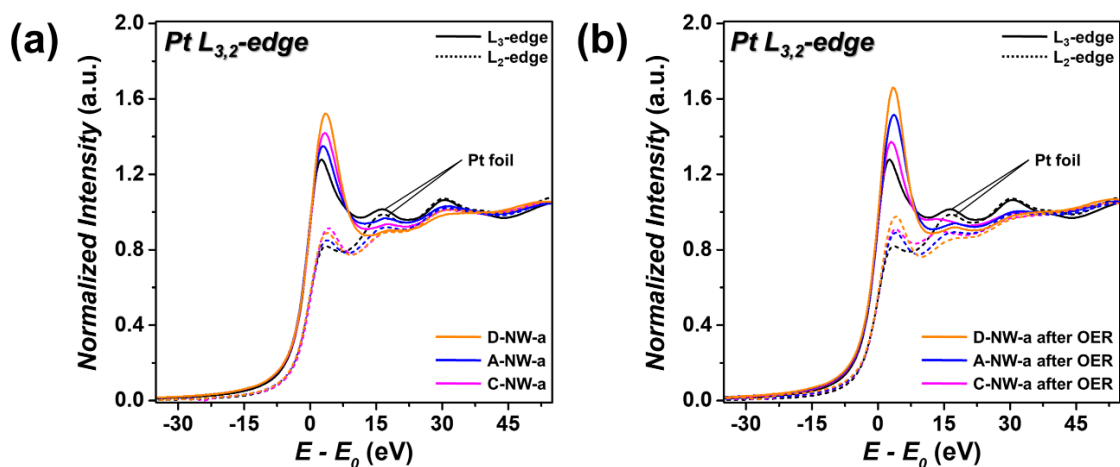 (a)
Pt L3,2-edge
L3-edge
L2-edge
Pt foil
D-NW-a
A-NW-a
C-NW-a
Normalized Intensity (a.u.)
2.0
1.6
1.2
0.8
0.4
0.0
-30 -15 0 15 30 45
E - E0 (eV)
(b)
Pt L3,2-edge
L3-edge
L2-edge
Pt foil
D-NW-a after OER
A-NW-a after OER
C-NW-a after OER
Normalized Intensity (a.u.)
2.0
1.6
1.2
0.8
0.4
0.0
-30 -15 0 15 30 45
E - E0 (eV)